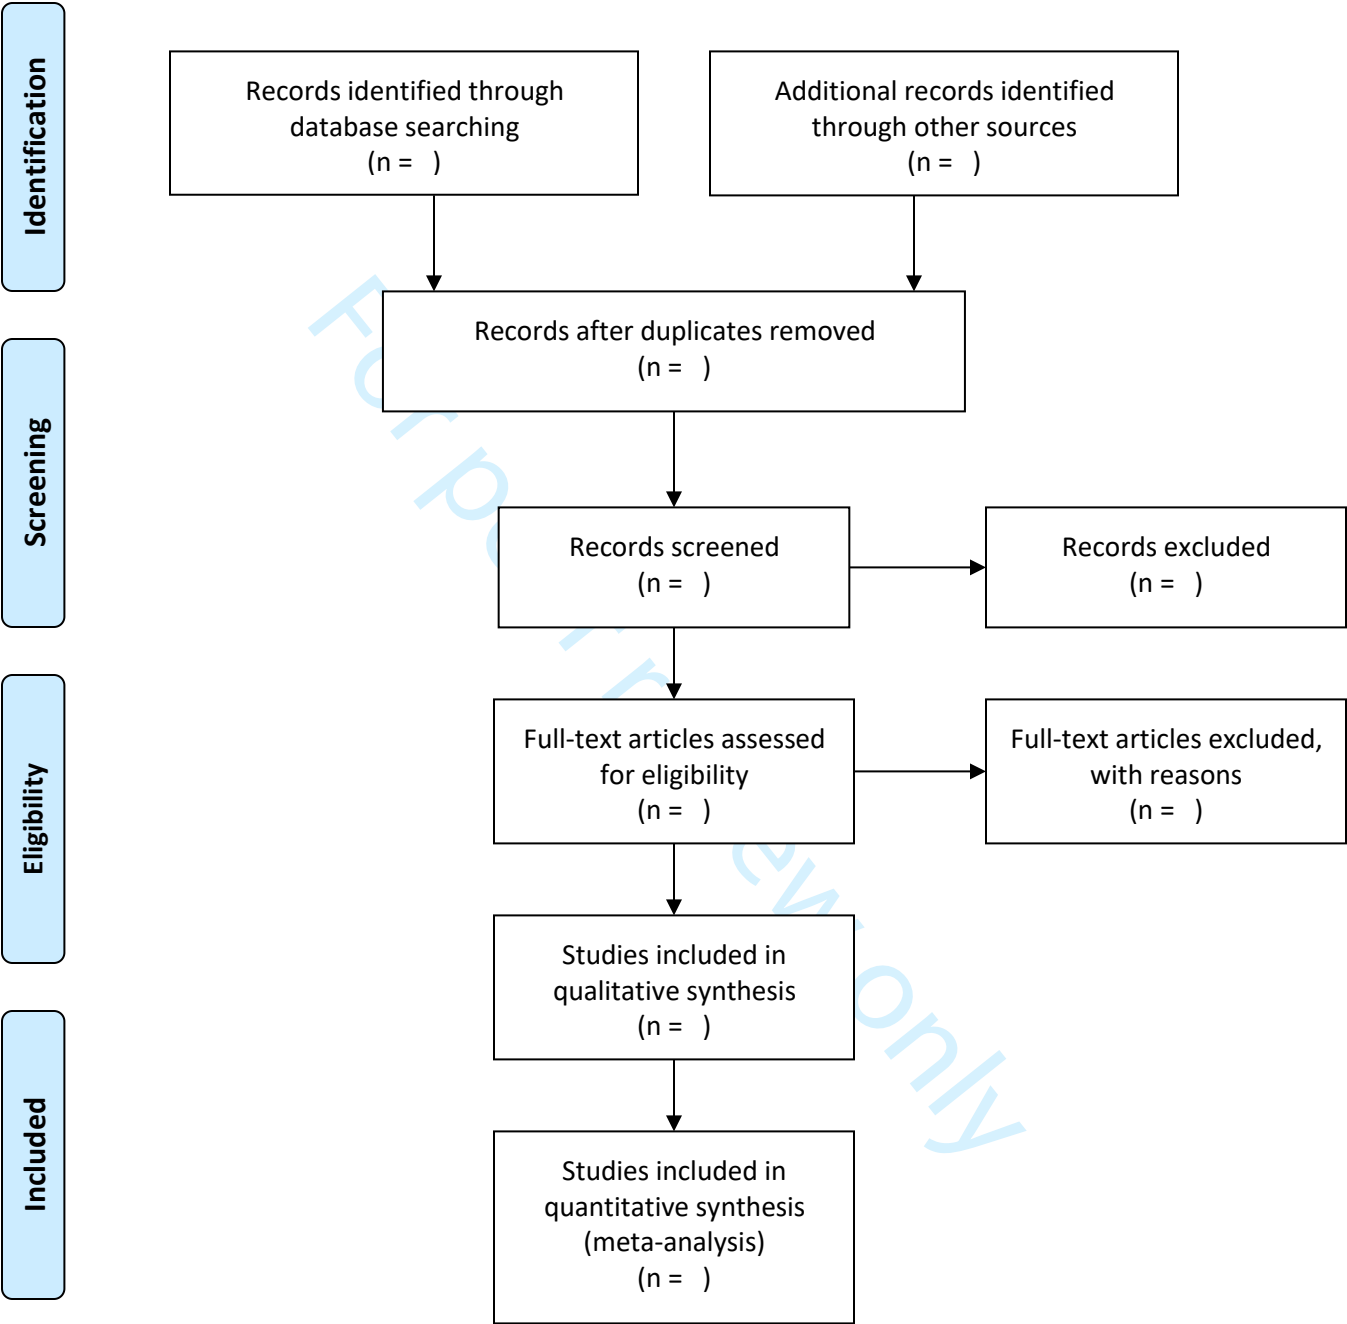 Identification
Records identified through
database searching
(n =   )
Additional records identified
through other sources
(n =   )
Records after duplicates removed
(n =   )
Screening
Records screened
(n =   )
Records excluded
(n =   )
Eligibility
Full-text articles assessed
for eligibility
(n =   )
Full-text articles excluded,
with reasons
(n =   )
Studies included in
qualitative synthesis
(n =   )
Included
Studies included in
quantitative synthesis
(meta-analysis)
(n =   )
For peer review only